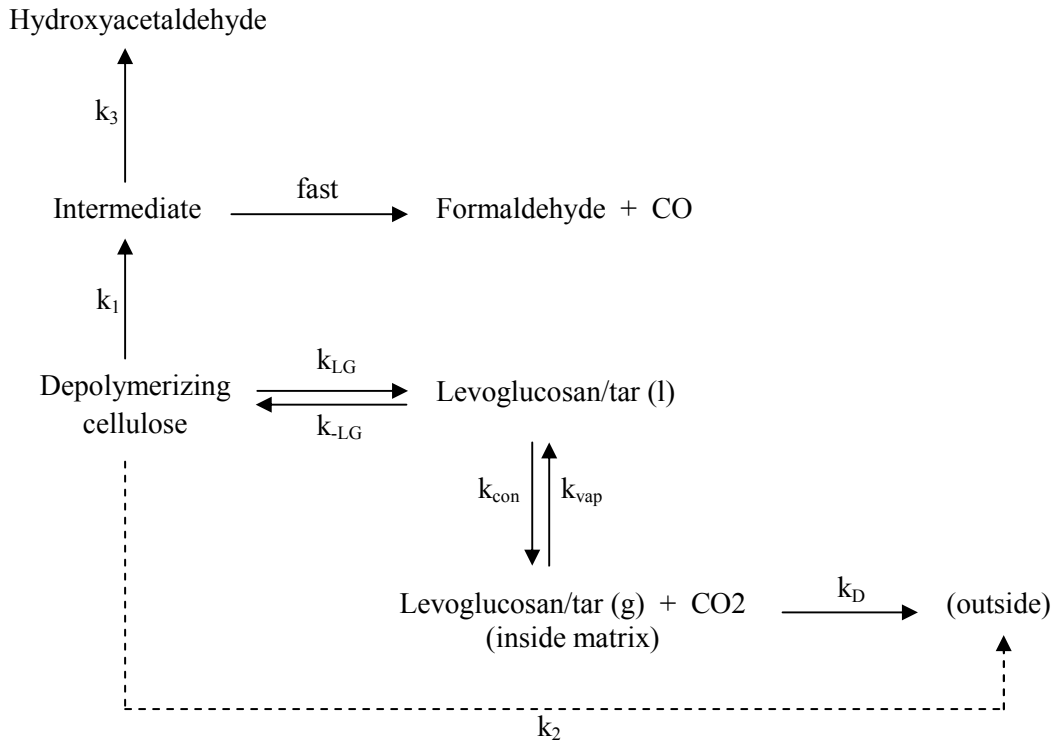 Hydroxyacetaldehyde
k3
Intermediate
fast
Formaldehyde + CO
k1
Depolymerizing
cellulose
kLG
k-LG
Levoglucosan/tar (l)
kcon
kvap
Levoglucosan/tar (g) + CO2
(inside matrix)
kD
(outside)
k2